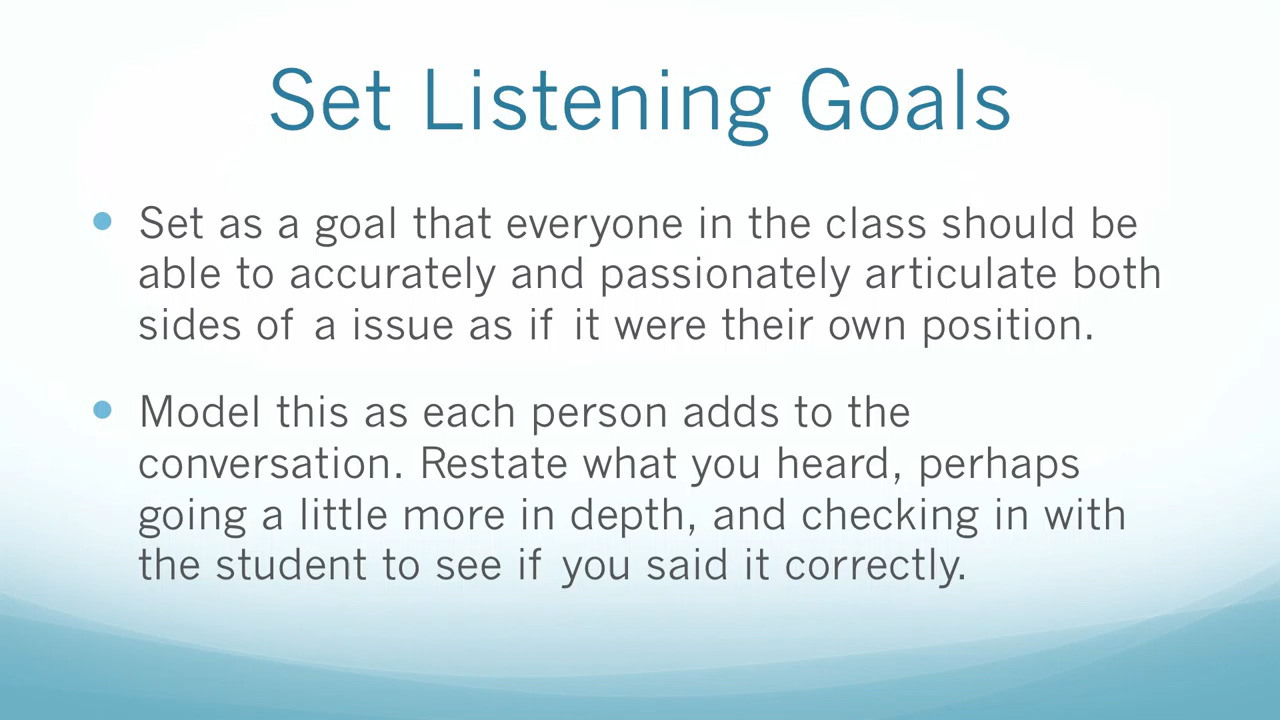 Set Listening Goals
• Set as a goal that everyone in the class should be
able to accurately and passionately articulate both
sides of a issue as if it were their own position.
• Model this as each person adds to the
conversation. Restate what you heard, perhaps
going a little more in depth, and checking in with
the student to see if you said it correctly.